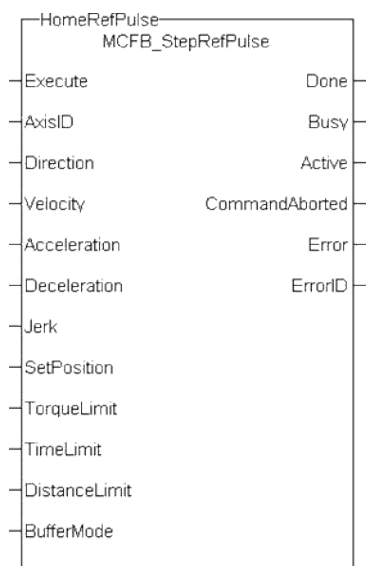 HomeRefPulse
MCFB_StepRefPulse
Execute Done
AxisID Busy
Direction Active
Velocity CommandAborted
Acceleration Error
Deceleration ErrorID
Jerk
SetPosition
TorqueLimit
TimeLimit
DistanceLimit
BufferMode